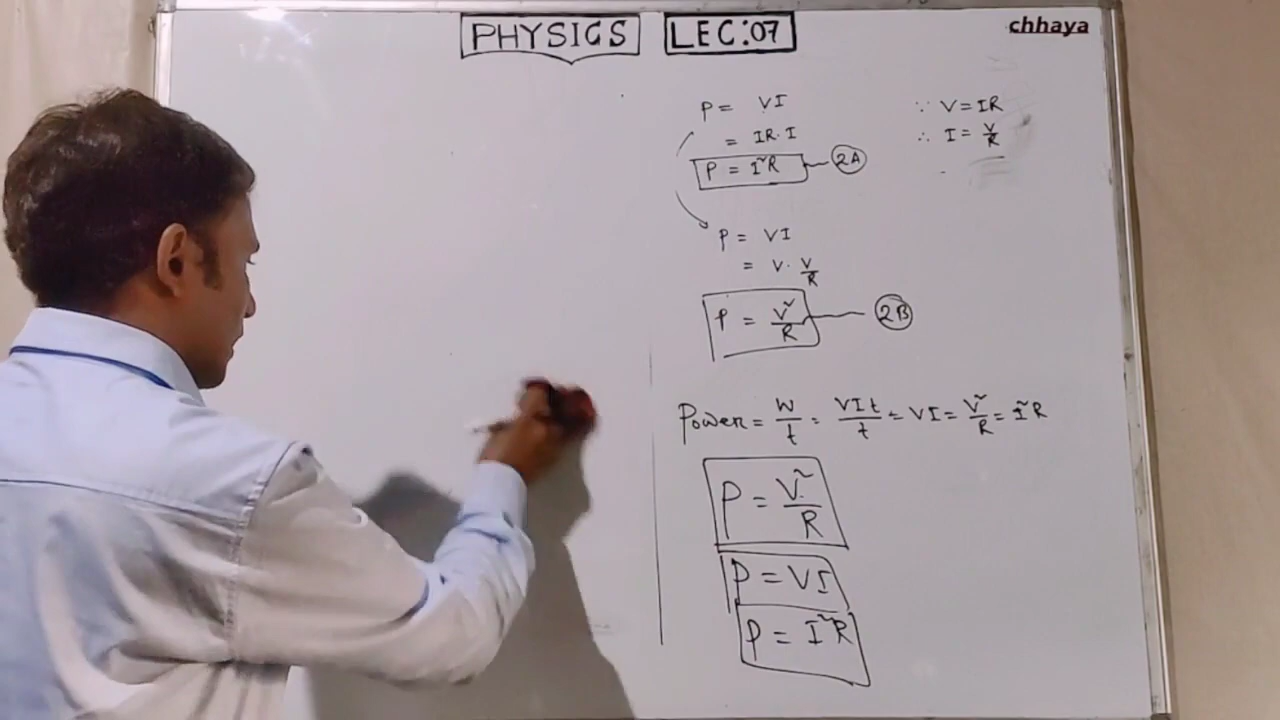 PHYSICS LEC:07
chhaya
P = VI
= IR·I
P = I²R — 2A
∵ V = IR
∴ I = V/R
P = VI
= V· V/R
P = V²/R — 2B
Power = W/t = VIt/t = VI = V²/R = I²R
P = V²/R
P = VI
P = I²R